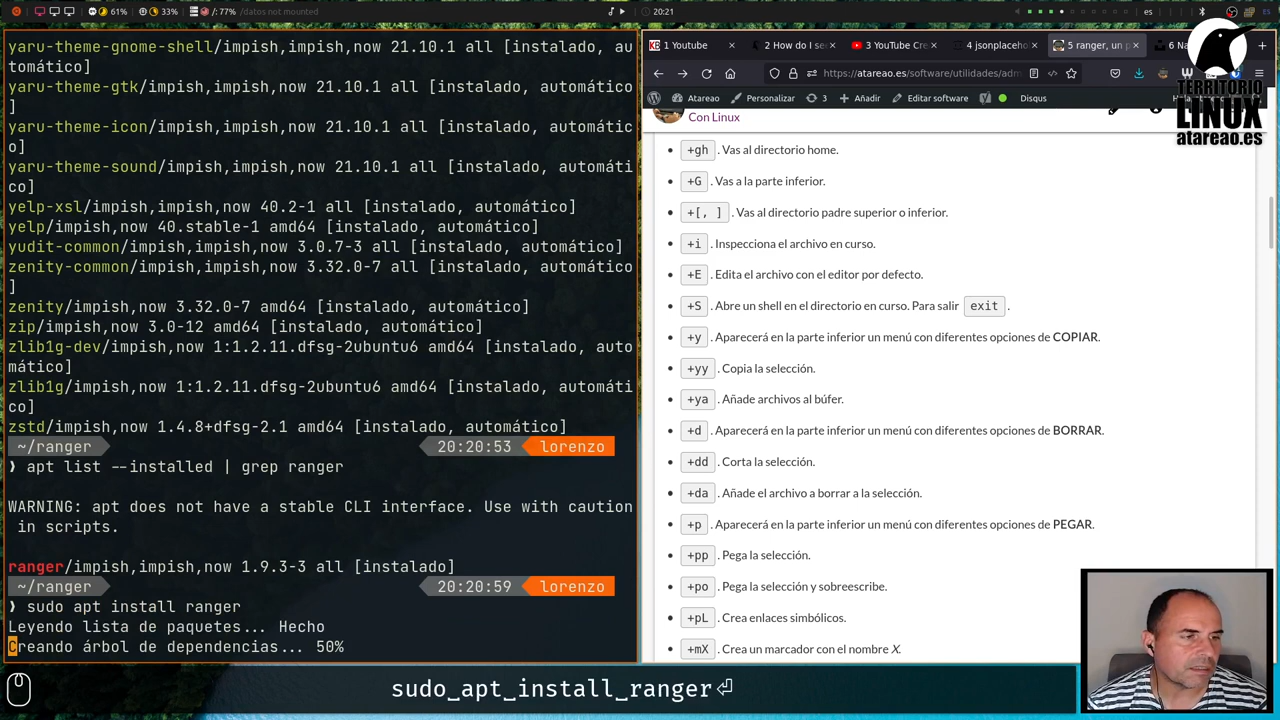 61% 33% /: 77% /datos not mounted
20:21
es
ES
yaru-theme-gnome-shell/impish,impish,now 21.10.1 all [instalado, au
tomático]
yaru-theme-gtk/impish,impish,now 21.10.1 all [instalado, automático
]
yaru-theme-icon/impish,impish,now 21.10.1 all [instalado, automátic
o]
yaru-theme-sound/impish,impish,now 21.10.1 all [instalado, automáti
co]
yelp-xsl/impish,impish,now 40.2-1 all [instalado, automático]
yelp/impish,now 40.stable-1 amd64 [instalado, automático]
yudit-common/impish,impish,now 3.0.7-3 all [instalado, automático]
zenity-common/impish,impish,now 3.32.0-7 all [instalado, automático
]
zenity/impish,now 3.32.0-7 amd64 [instalado, automático]
zip/impish,now 3.0-12 amd64 [instalado, automático]
zlib1g-dev/impish,now 1:1.2.11.dfsg-2ubuntu6 amd64 [instalado, auto
mático]
zlib1g/impish,now 1:1.2.11.dfsg-2ubuntu6 amd64 [instalado, automáti
co]
zstd/impish,now 1.4.8+dfsg-2.1 amd64 [instalado, automático]
~/ranger 20:20:53 lorenzo
❯ apt list --installed | grep ranger
WARNING: apt does not have a stable CLI interface. Use with caution
in scripts.
ranger/impish,impish,now 1.9.3-3 all [instalado]
~/ranger 20:20:59 lorenzo
❯ sudo apt install ranger
Leyendo lista de paquetes... Hecho
Creando árbol de dependencias... 50%
1 Youtube
2 How do I se
3 YouTube Cre
4 jsonplaceho
5 ranger, un p
6 Na
https://atareao.es/software/utilidades/adm
Atareao Personalizar 3 Añadir Editar software Disqus
Con Linux
TERRITORIO
LINUX
atareao.es
+gh . Vas al directorio home.
+G . Vas a la parte inferior.
+[, ] . Vas al directorio padre superior o inferior.
+i . Inspecciona el archivo en curso.
+E . Edita el archivo con el editor por defecto.
+S . Abre un shell en el directorio en curso. Para salir exit .
+y . Aparecerá en la parte inferior un menú con diferentes opciones de COPIAR.
+yy . Copia la selección.
+ya . Añade archivos al búfer.
+d . Aparecerá en la parte inferior un menú con diferentes opciones de BORRAR.
+dd . Corta la selección.
+da . Añade el archivo a borrar a la selección.
+p . Aparecerá en la parte inferior un menú con diferentes opciones de PEGAR.
+pp . Pega la selección.
+po . Pega la selección y sobreescribe.
+pL . Crea enlaces simbólicos.
+mX . Crea un marcador con el nombre X.
sudo_apt_install_ranger⏎